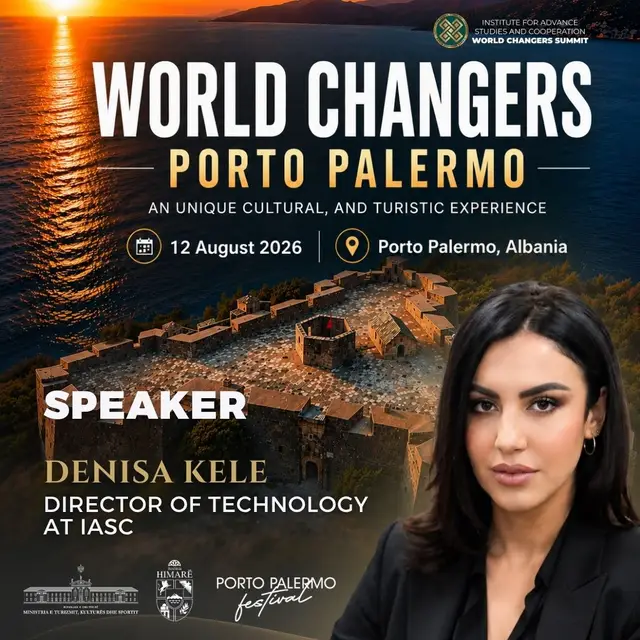 INSTITUTE FOR ADVANCE
STUDIES AND COOPERATION
WORLD CHANGERS SUMMIT
WORLD CHANGERS
PORTO PALERMO
AN UNIQUE CULTURAL, AND TURISTIC EXPERIENCE
12 August 2026
Porto Palermo, Albania
SPEAKER
DENISA KELE
DIRECTOR OF TECHNOLOGY
AT IASC
MINISTRIA E TURIZMIT, KULTURËS DHE SPORTIT
HIMARË
PORTO PALERMO
festival